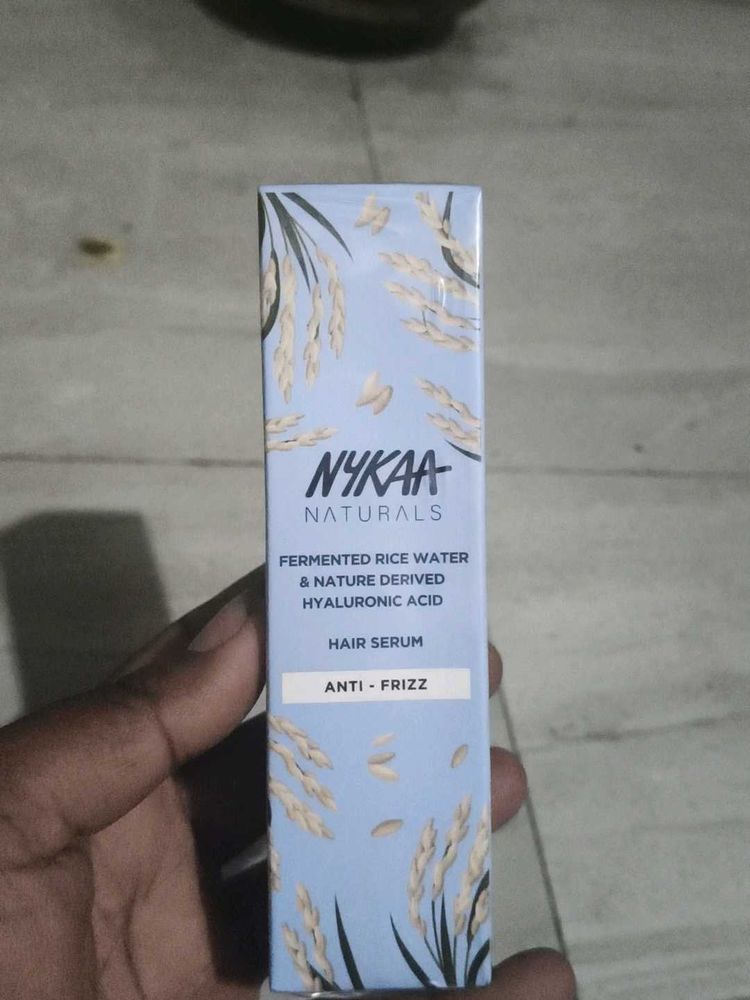 NYKAA
NATURALS
FERMENTED RICE WATER
& NATURE DERIVED
HYALURONIC ACID
HAIR SERUM
ANTI - FRIZZ